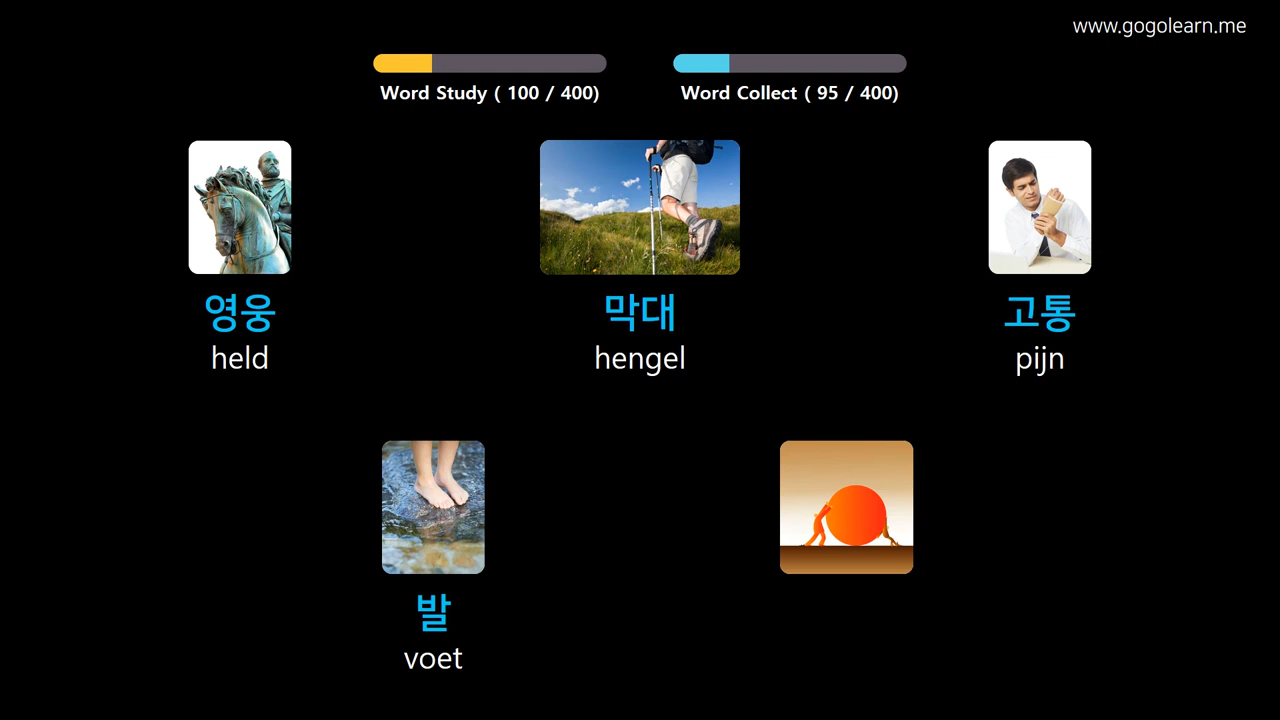 www.gogolearn.me
Word Study ( 100 / 400)
Word Collect ( 95 / 400)
영웅
held
막대
hengel
고통
pijn
발
voet